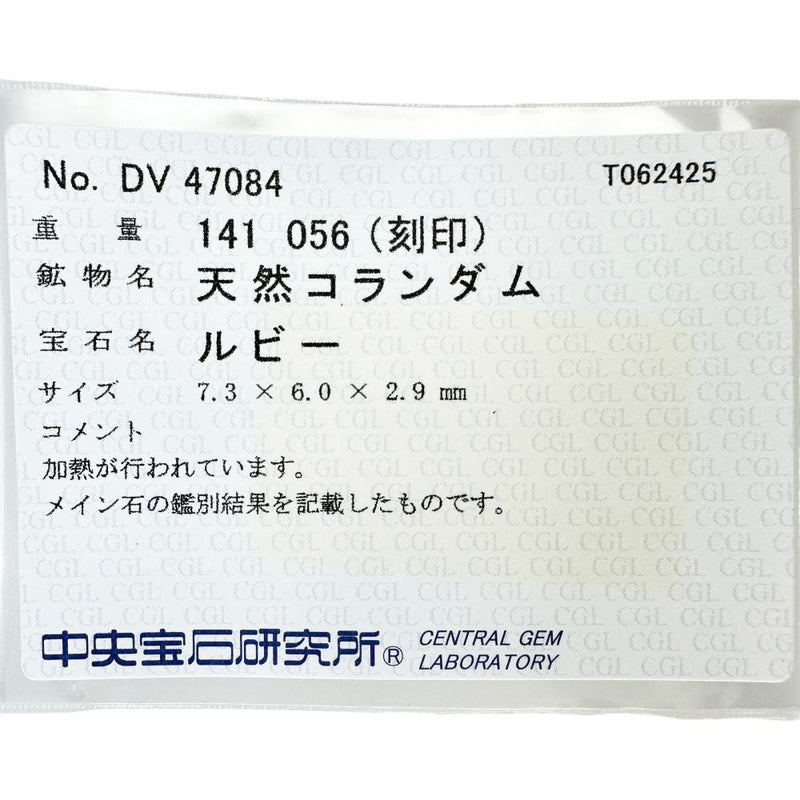 No. DV 47084 T062425
重量 141 056 (刻印)
鉱物名 天然コランダム
宝石名 ルビー
サイズ 7.3 × 6.0 × 2.9 mm
コメント
加熱が行われています。
メイン石の鑑別結果を記載したものです。
中央宝石研究所® CENTRAL GEM
LABORATORY